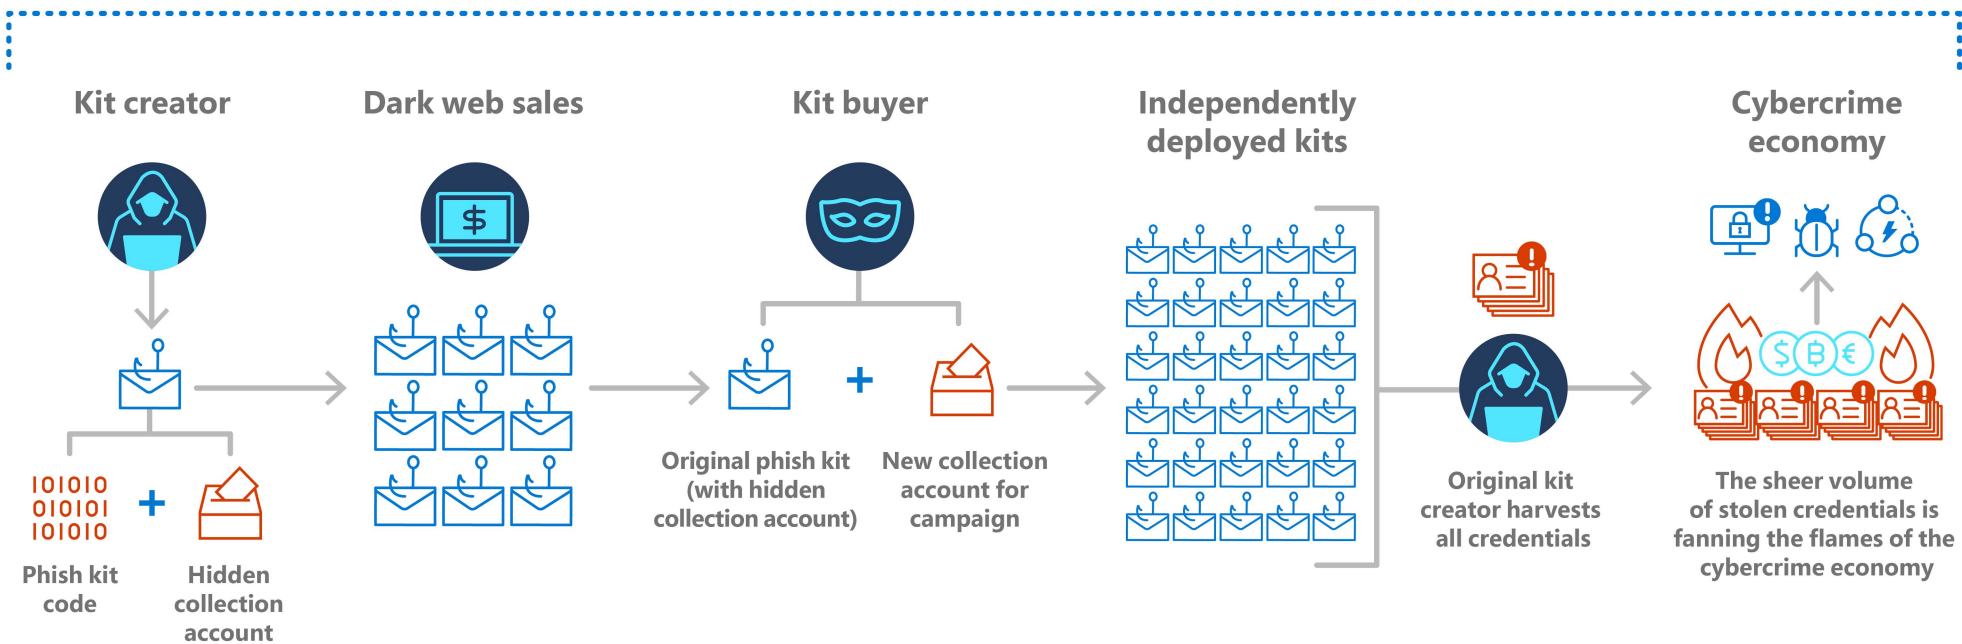 Kit creator
Dark web sales
Kit buyer
Independently
deployed kits
Cybercrime
economy
$
$ B €
101010
010101
101010
Phish kit
code
Hidden
collection
account
Original phish kit
(with hidden
collection account)
New collection
account for
campaign
Original kit
creator harvests
all credentials
The sheer volume
of stolen credentials is
fanning the flames of the
cybercrime economy